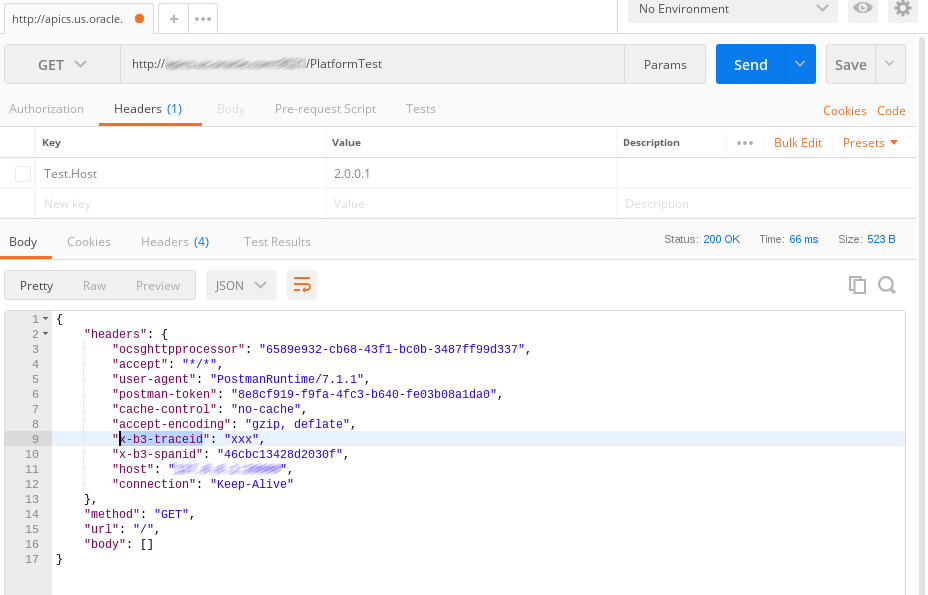 http://apics.us.oracle.
+
No Environment
GET http:// /PlatformTest Params Send Save
Authorization Headers (1) Body Pre-request Script Tests Cookies Code
Key Value Description Bulk Edit Presets
Test.Host 2.0.0.1
New key Value Description
Body Cookies Headers (4) Test Results Status: 200 OK Time: 66 ms Size: 523 B
Pretty Raw Preview JSON
1 {
2 "headers": {
3 "ocsghttpprocessor": "6589e932-cb68-43f1-bc0b-3487ff99d337",
4 "accept": "*/*",
5 "user-agent": "PostmanRuntime/7.1.1",
6 "postman-token": "8e8cf919-f9fa-4fc3-b640-fe03b08a1da0",
7 "cache-control": "no-cache",
8 "accept-encoding": "gzip, deflate",
9 "x-b3-traceid": "xxx",
10 "x-b3-spanid": "46cbc13428d2030f",
11 "host": " ",
12 "connection": "Keep-Alive"
13 },
14 "method": "GET",
15 "url": "/",
16 "body": []
17 }